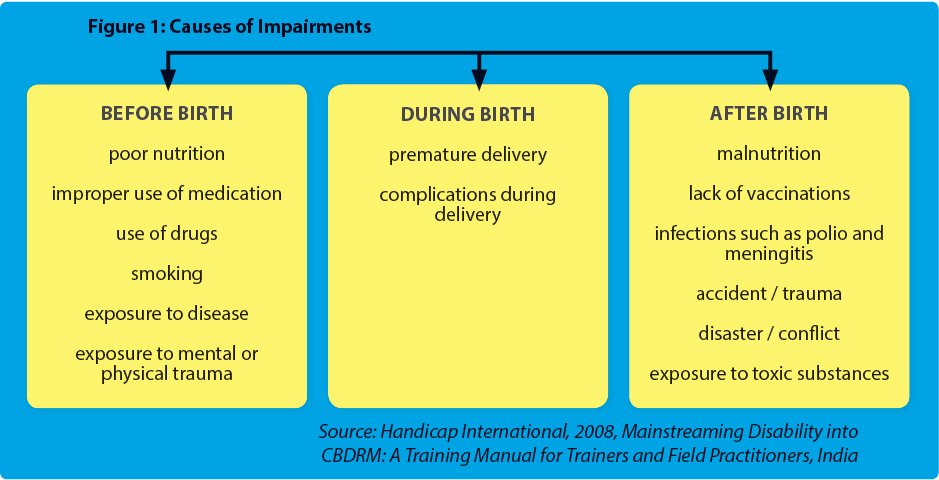 Figure 1: Causes of Impairments
BEFORE BIRTH
poor nutrition
improper use of medication
use of drugs
smoking
exposure to disease
exposure to mental or
physical trauma
DURING BIRTH
premature delivery
complications during
delivery
AFTER BIRTH
malnutrition
lack of vaccinations
infections such as polio and
meningitis
accident / trauma
disaster / conflict
exposure to toxic substances
Source: Handicap International, 2008, Mainstreaming Disability into
CBDRM: A Training Manual for Trainers and Field Practitioners, India